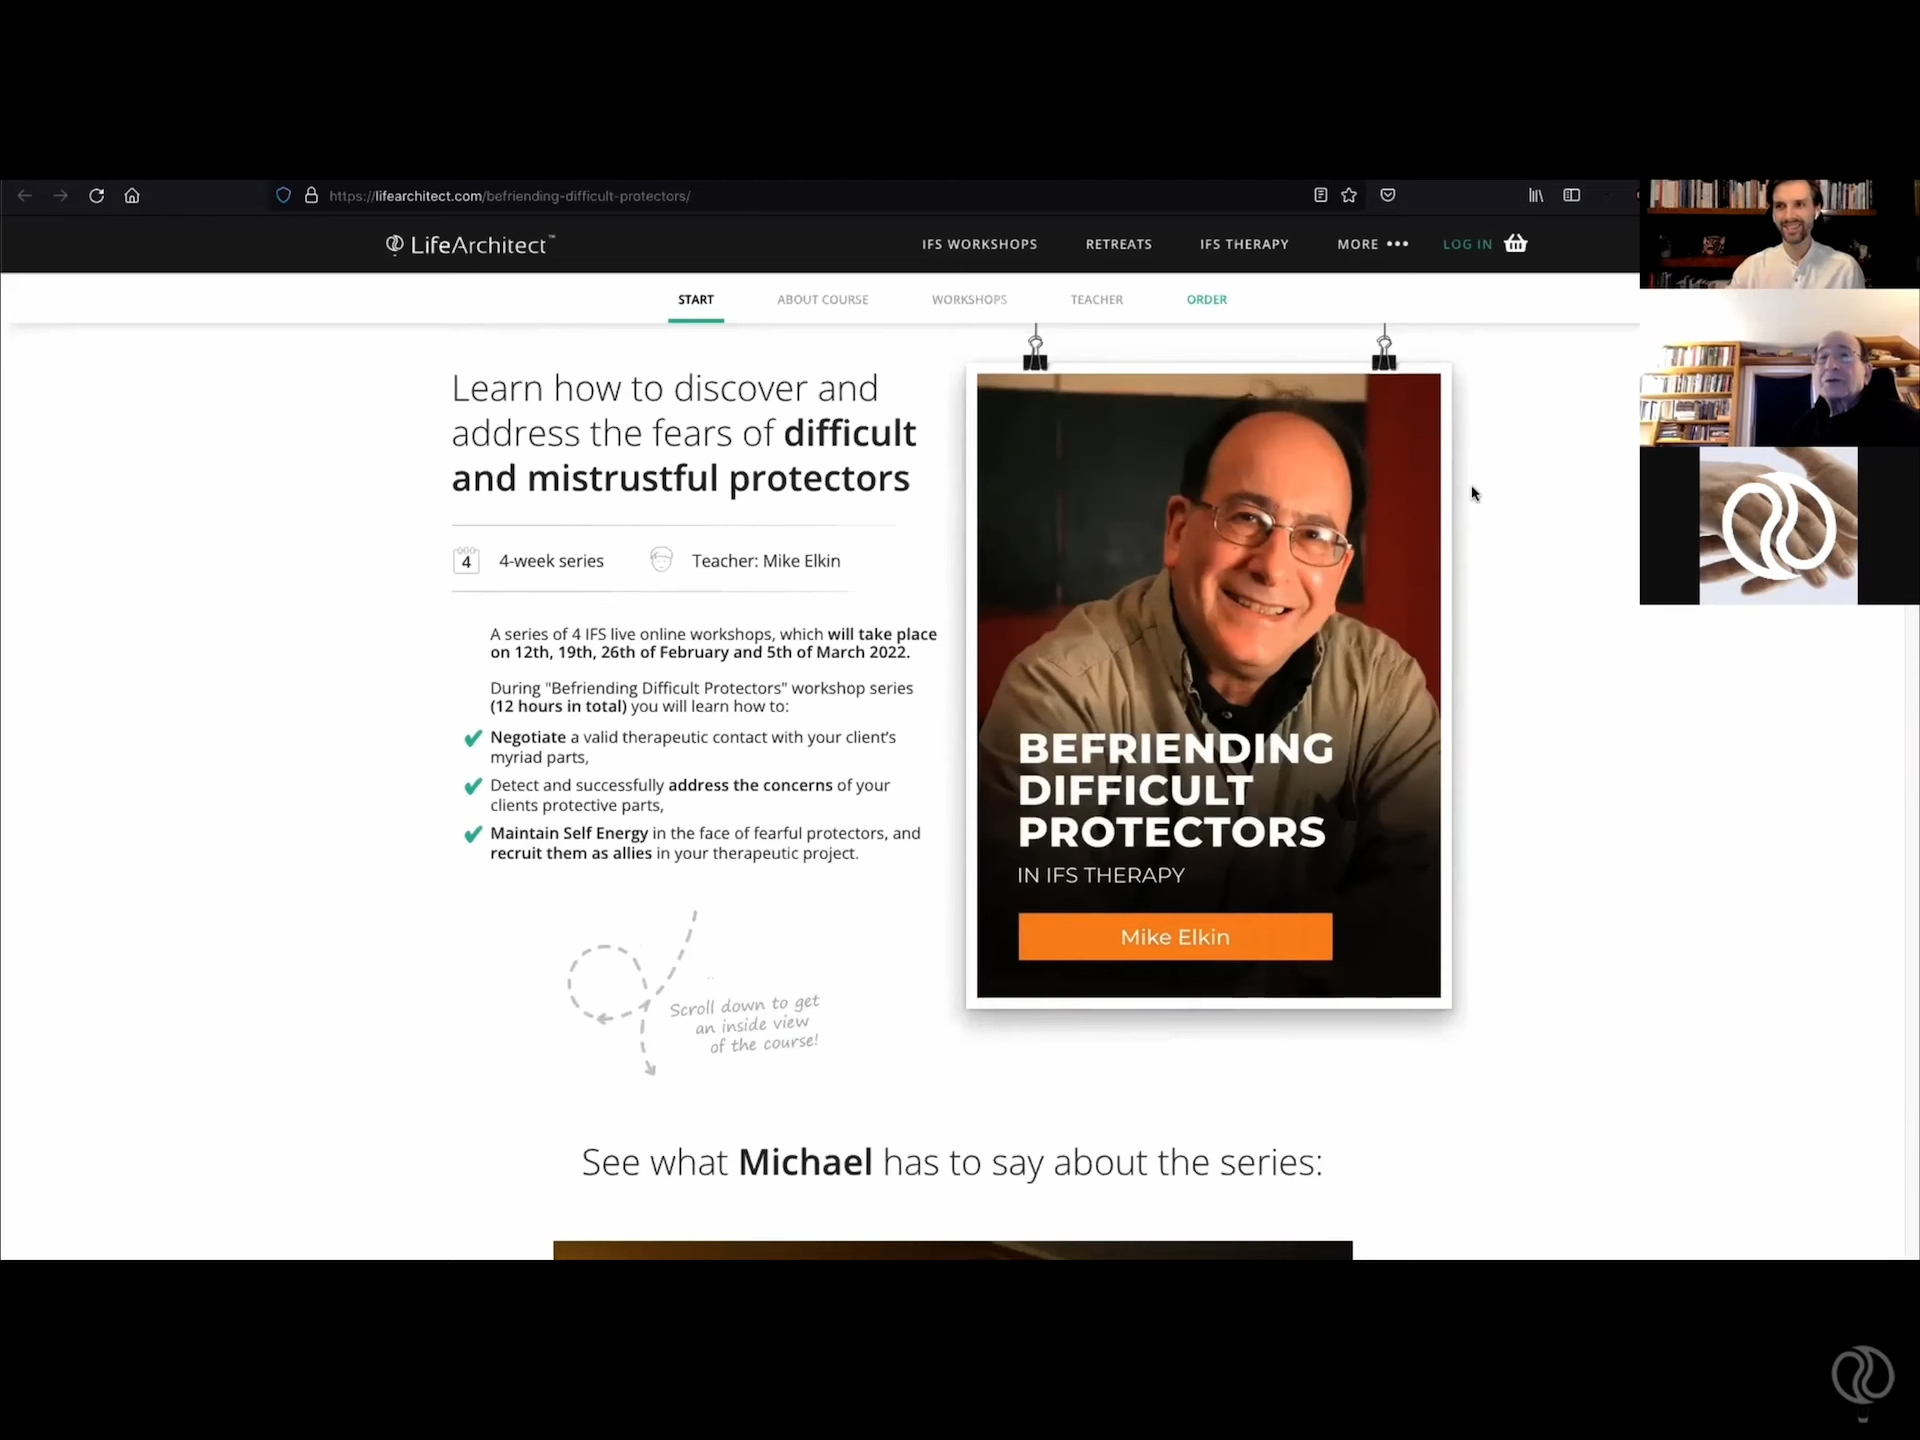 https://lifearchitect.com/befriending-difficult-protectors/
LifeArchitect™
IFS WORKSHOPS
RETREATS
IFS THERAPY
MORE •••
LOG IN
START
ABOUT COURSE
WORKSHOPS
TEACHER
ORDER
Learn how to discover and
address the fears of difficult
and mistrustful protectors
4
4-week series
Teacher: Mike Elkin
A series of 4 IFS live online workshops, which will take place
on 12th, 19th, 26th of February and 5th of March 2022.
During "Befriending Difficult Protectors" workshop series
(12 hours in total) you will learn how to:
Negotiate a valid therapeutic contact with your client's
myriad parts,
Detect and successfully address the concerns of your
clients protective parts,
Maintain Self Energy in the face of fearful protectors, and
recruit them as allies in your therapeutic project.
Scroll down to get
an inside view
of the course!
BEFRIENDING
DIFFICULT
PROTECTORS
IN IFS THERAPY
Mike Elkin
See what Michael has to say about the series: